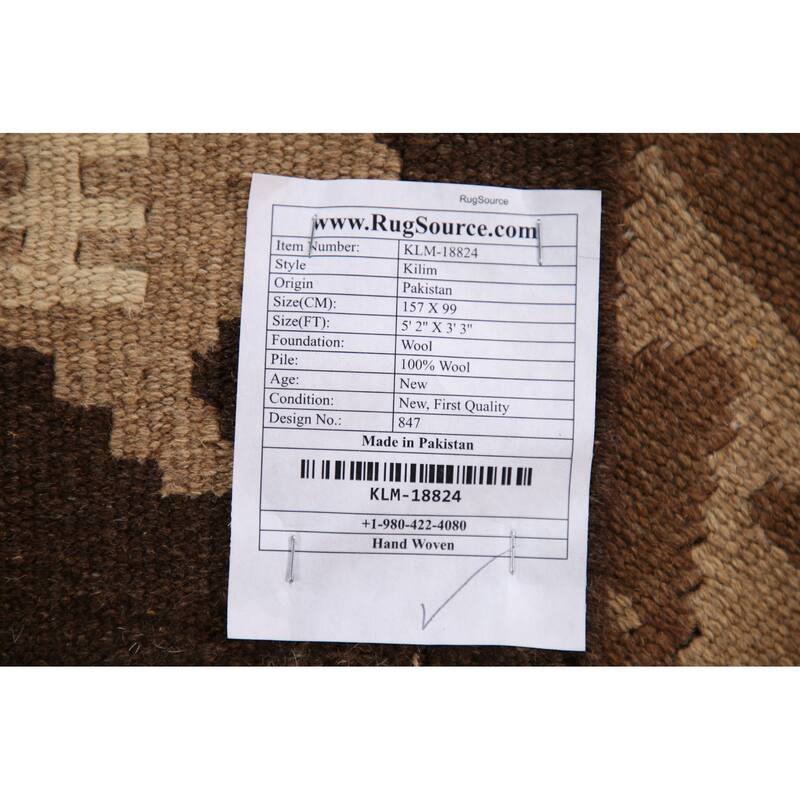 RugSource
www.RugSource.com
Item Number: KLM-18824
Style Kilim
Origin Pakistan
Size(CM): 157 X 99
Size(FT): 5' 2" X 3' 3"
Foundation: Wool
Pile: 100% Wool
Age: New
Condition: New, First Quality
Design No.: 847
Made in Pakistan
KLM-18824
+1-980-422-4080
Hand Woven